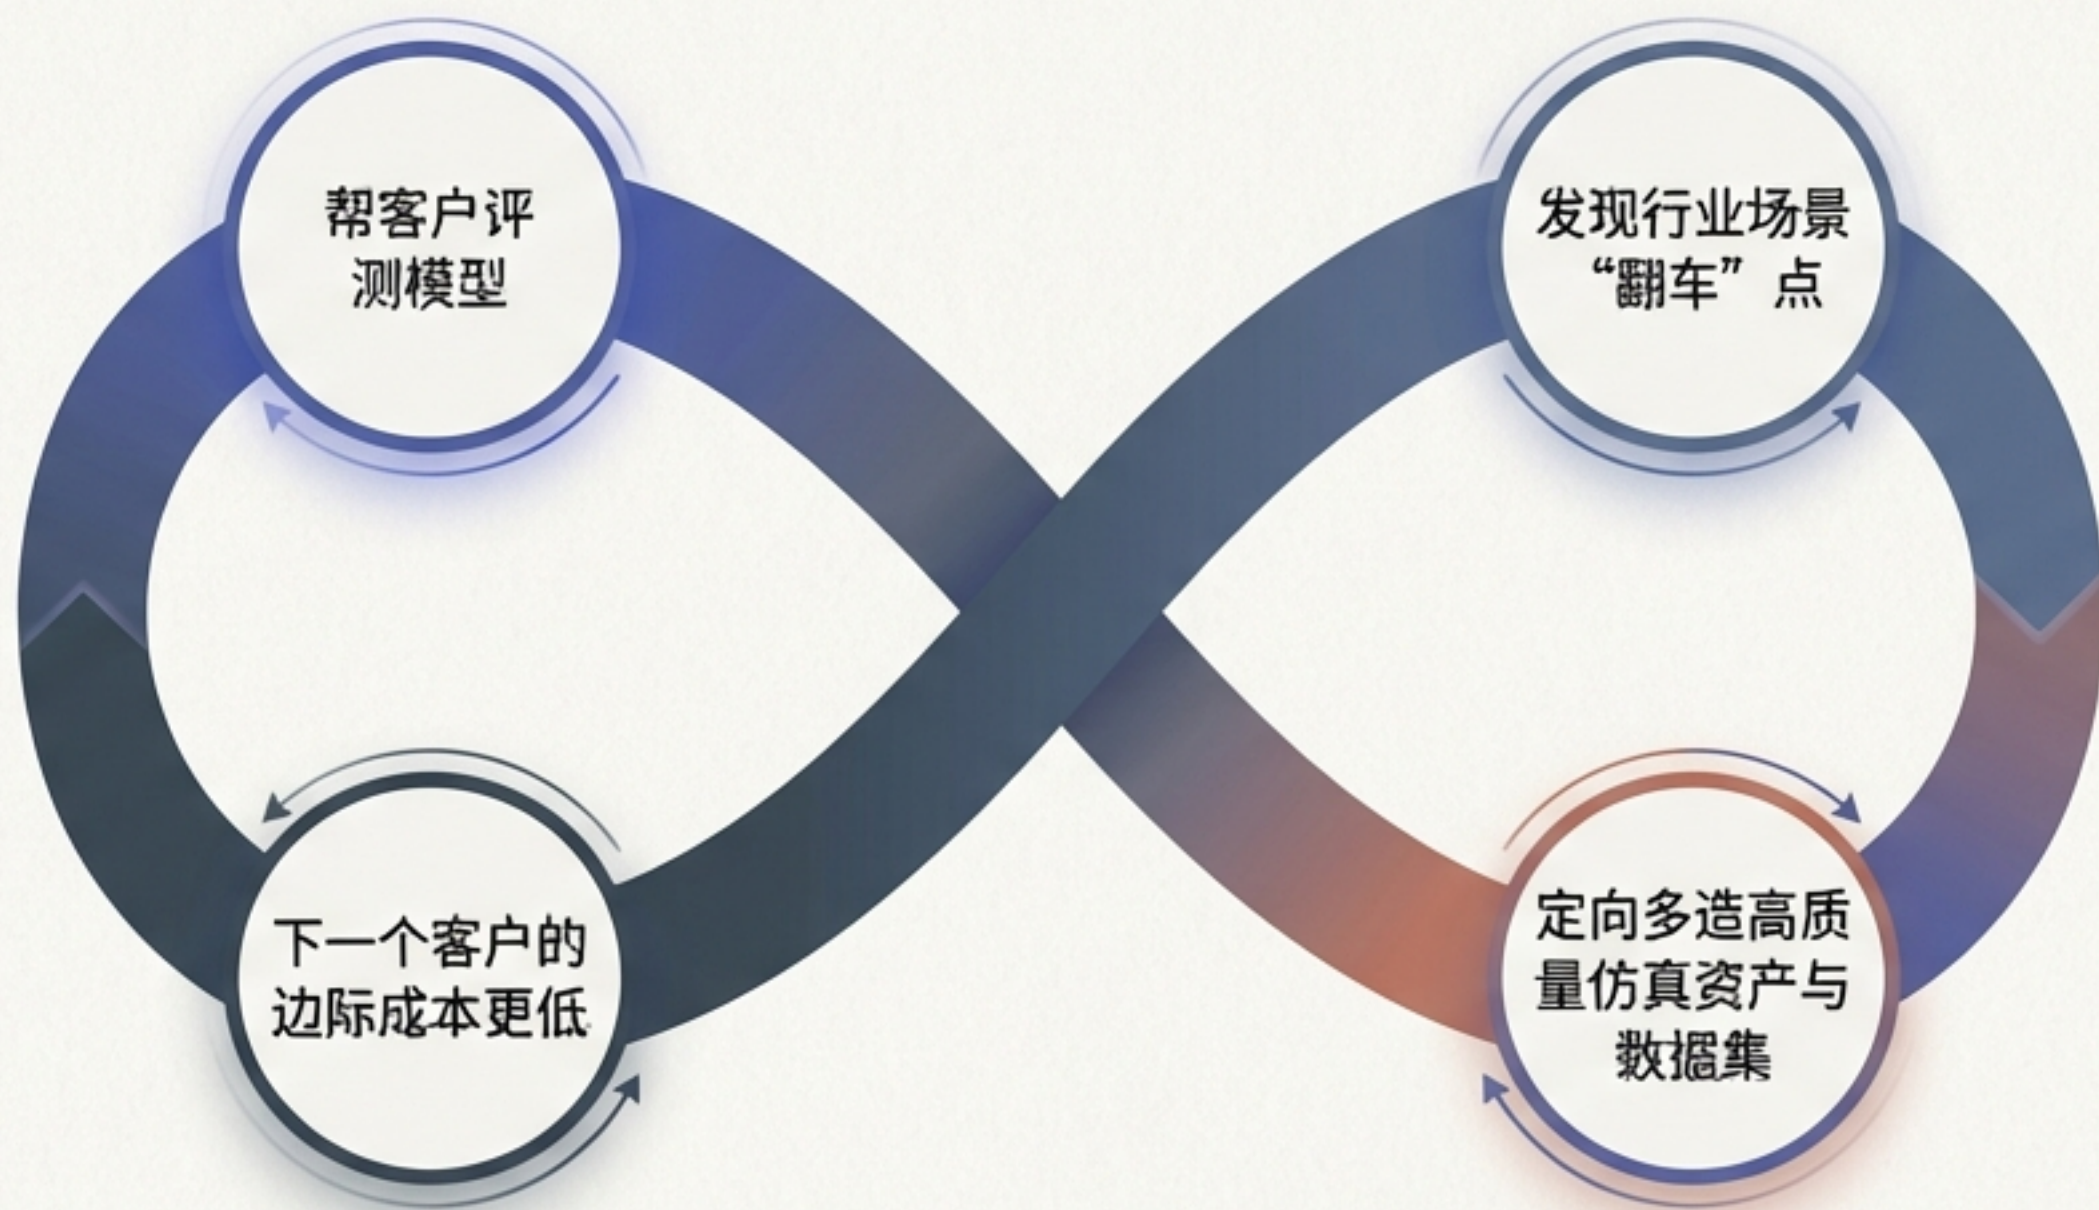 帮客户评
测模型
发现行业场景
“翻车”点
下一个客户的
边际成本更低
定向多造高质
量仿真资产与
数据集